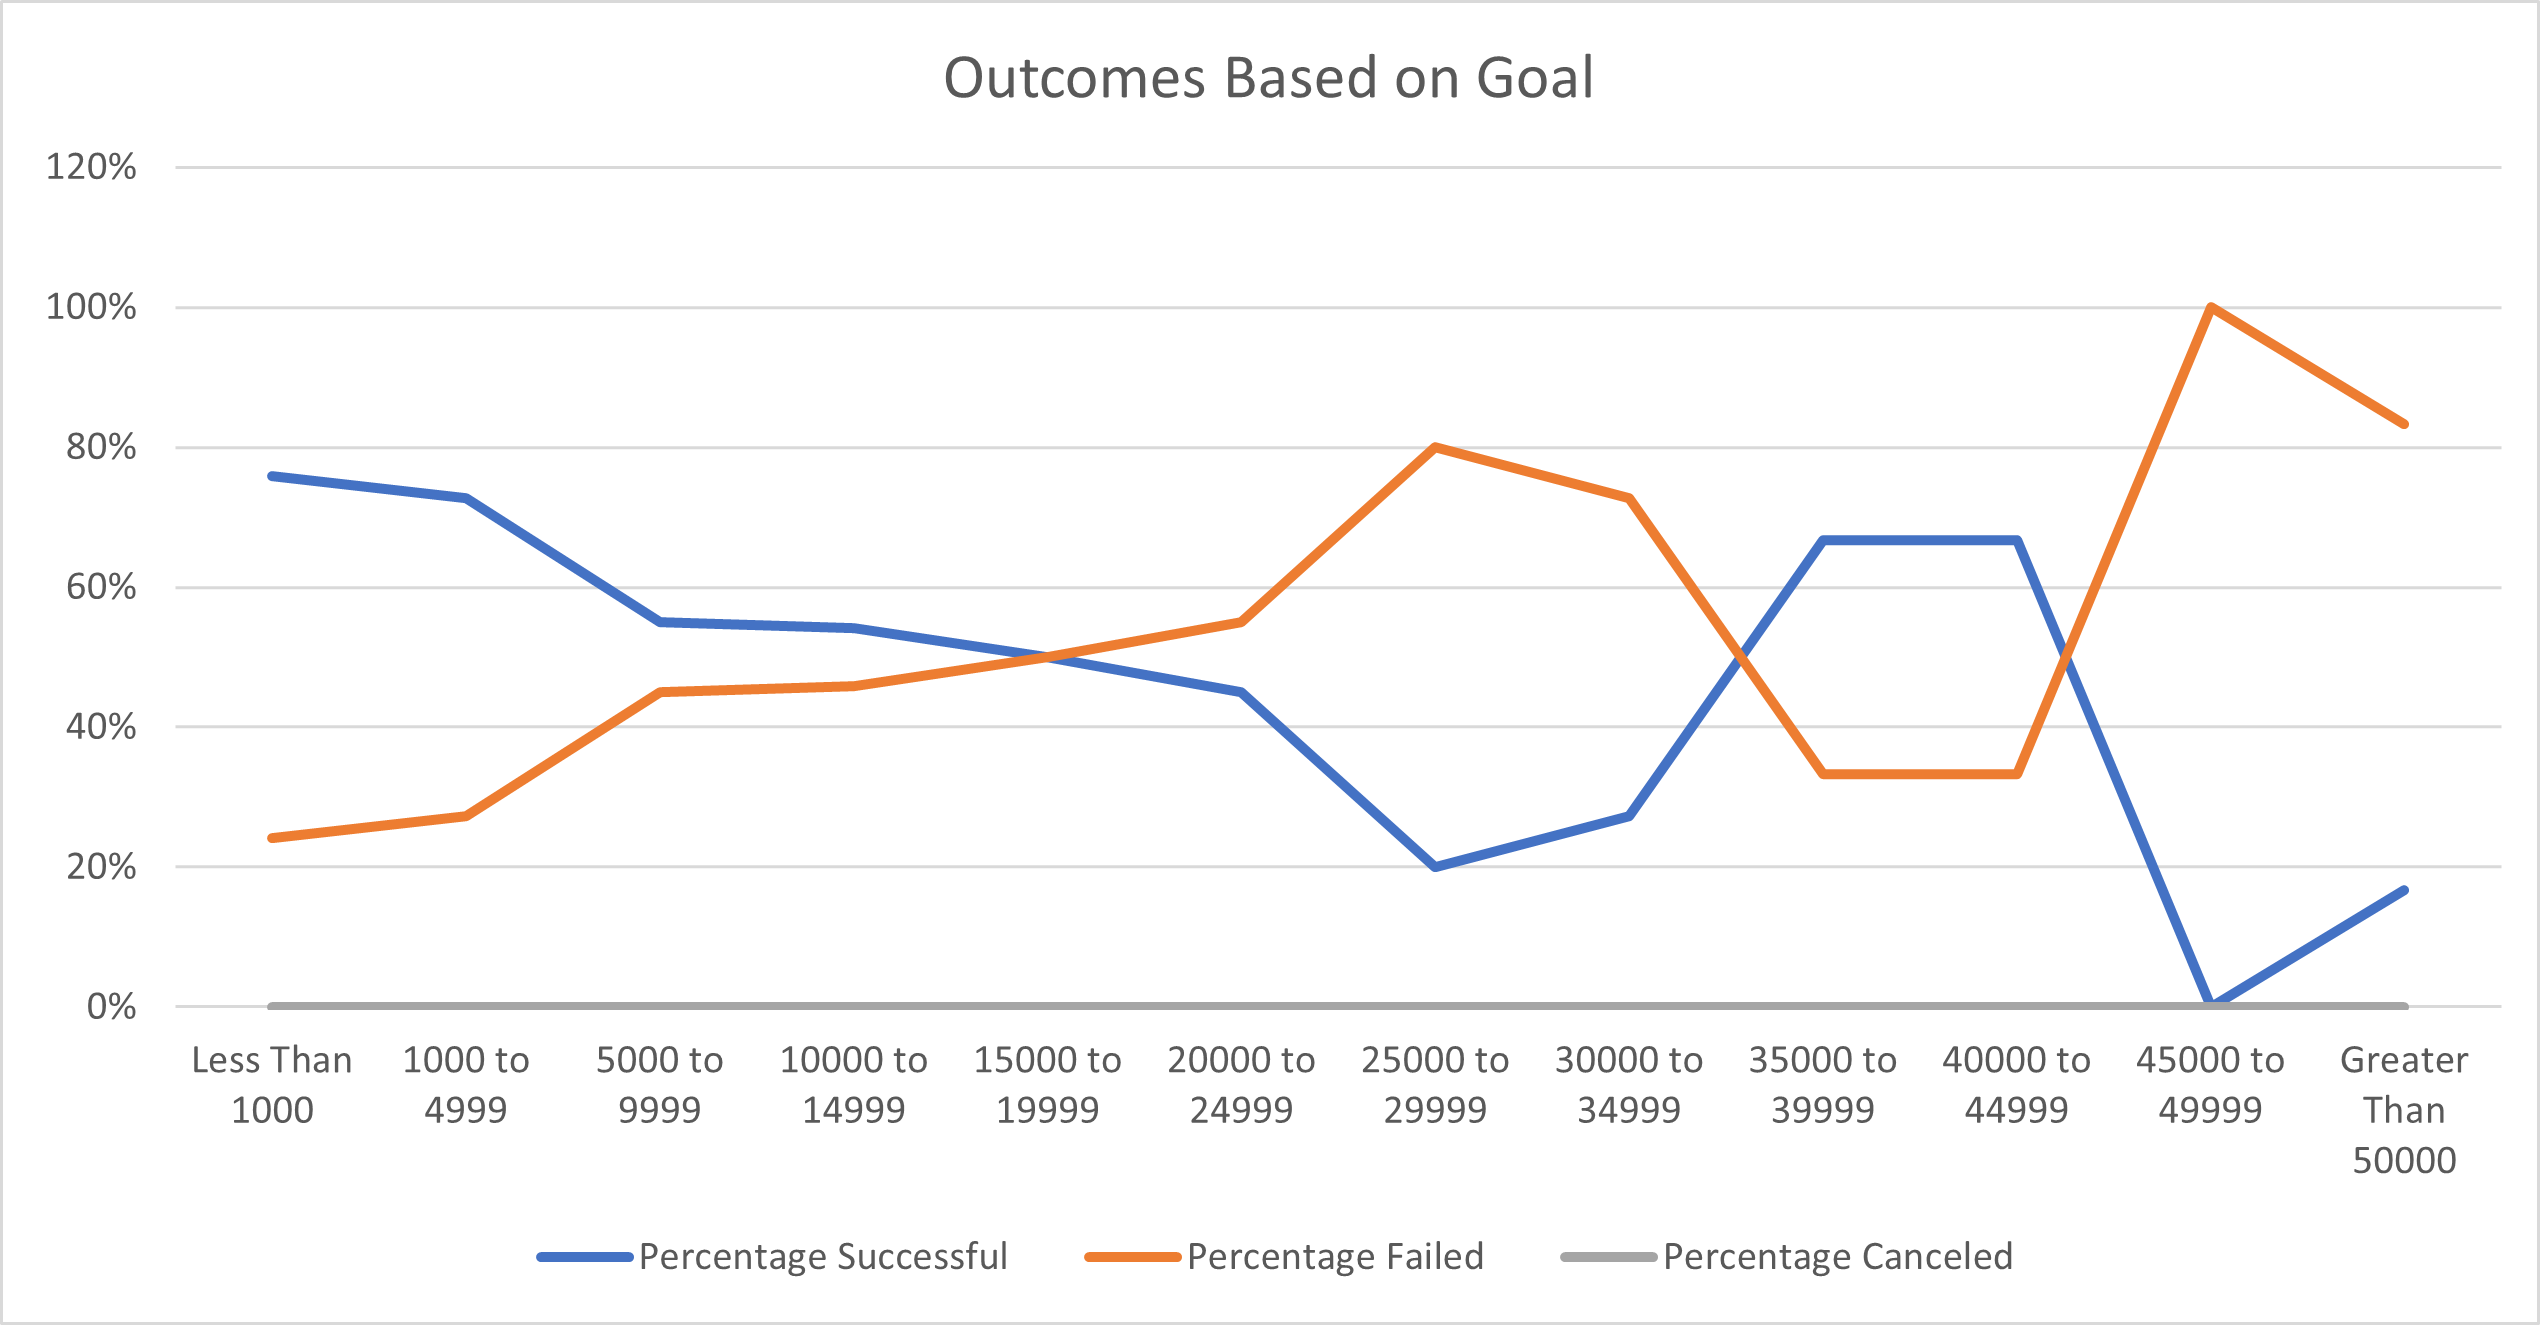 Outcomes Based on Goal
120%
100%
80%
60%
40%
20%
0%
Less Than 1000 to 5000 to 10000 to 15000 to 20000 to 25000 to 30000 to 35000 to 40000 to 45000 to Greater
1000 4999 9999 14999 19999 24999 29999 34999 39999 44999 49999 Than
50000
Percentage Successful Percentage Failed Percentage Canceled